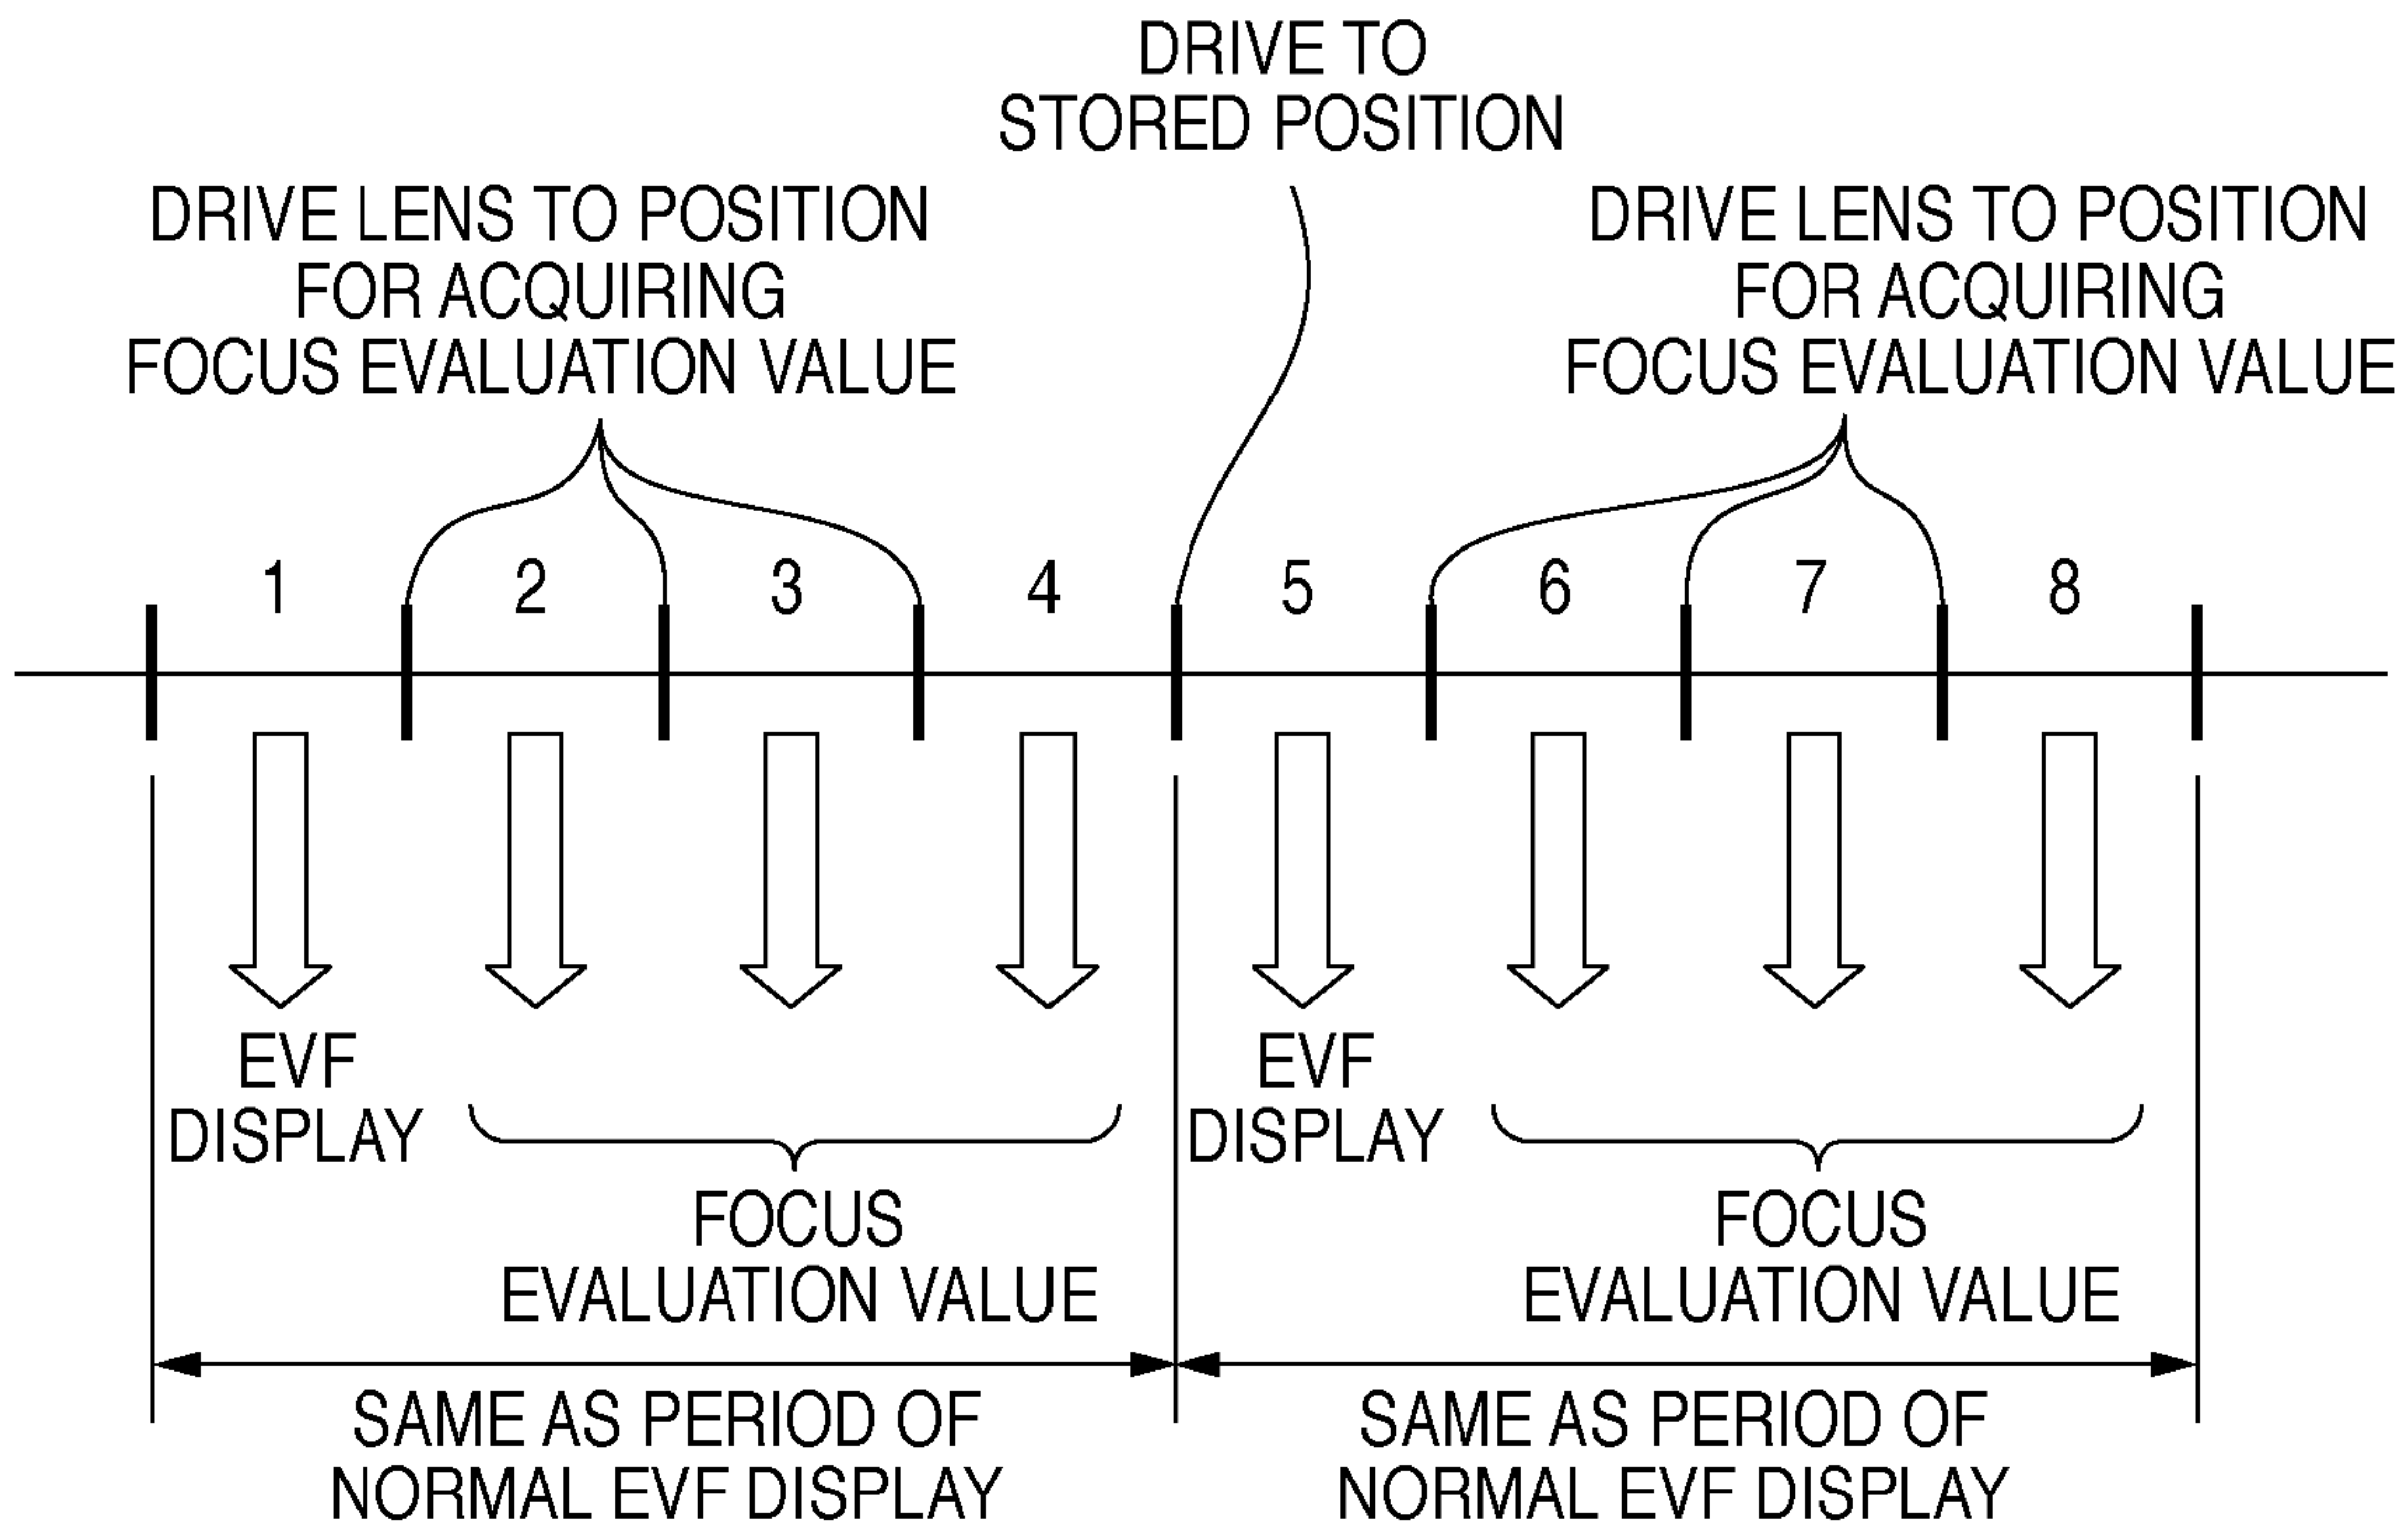 DRIVE TO
STORED POSITION
DRIVE LENS TO POSITION
FOR ACQUIRING
FOCUS EVALUATION VALUE
DRIVE LENS TO POSITION
FOR ACQUIRING
FOCUS EVALUATION VALUE
1 2 3 4 5 6 7 8
EVF
DISPLAY
FOCUS
EVALUATION VALUE
EVF
DISPLAY
FOCUS
EVALUATION VALUE
SAME AS PERIOD OF
NORMAL EVF DISPLAY
SAME AS PERIOD OF
NORMAL EVF DISPLAY